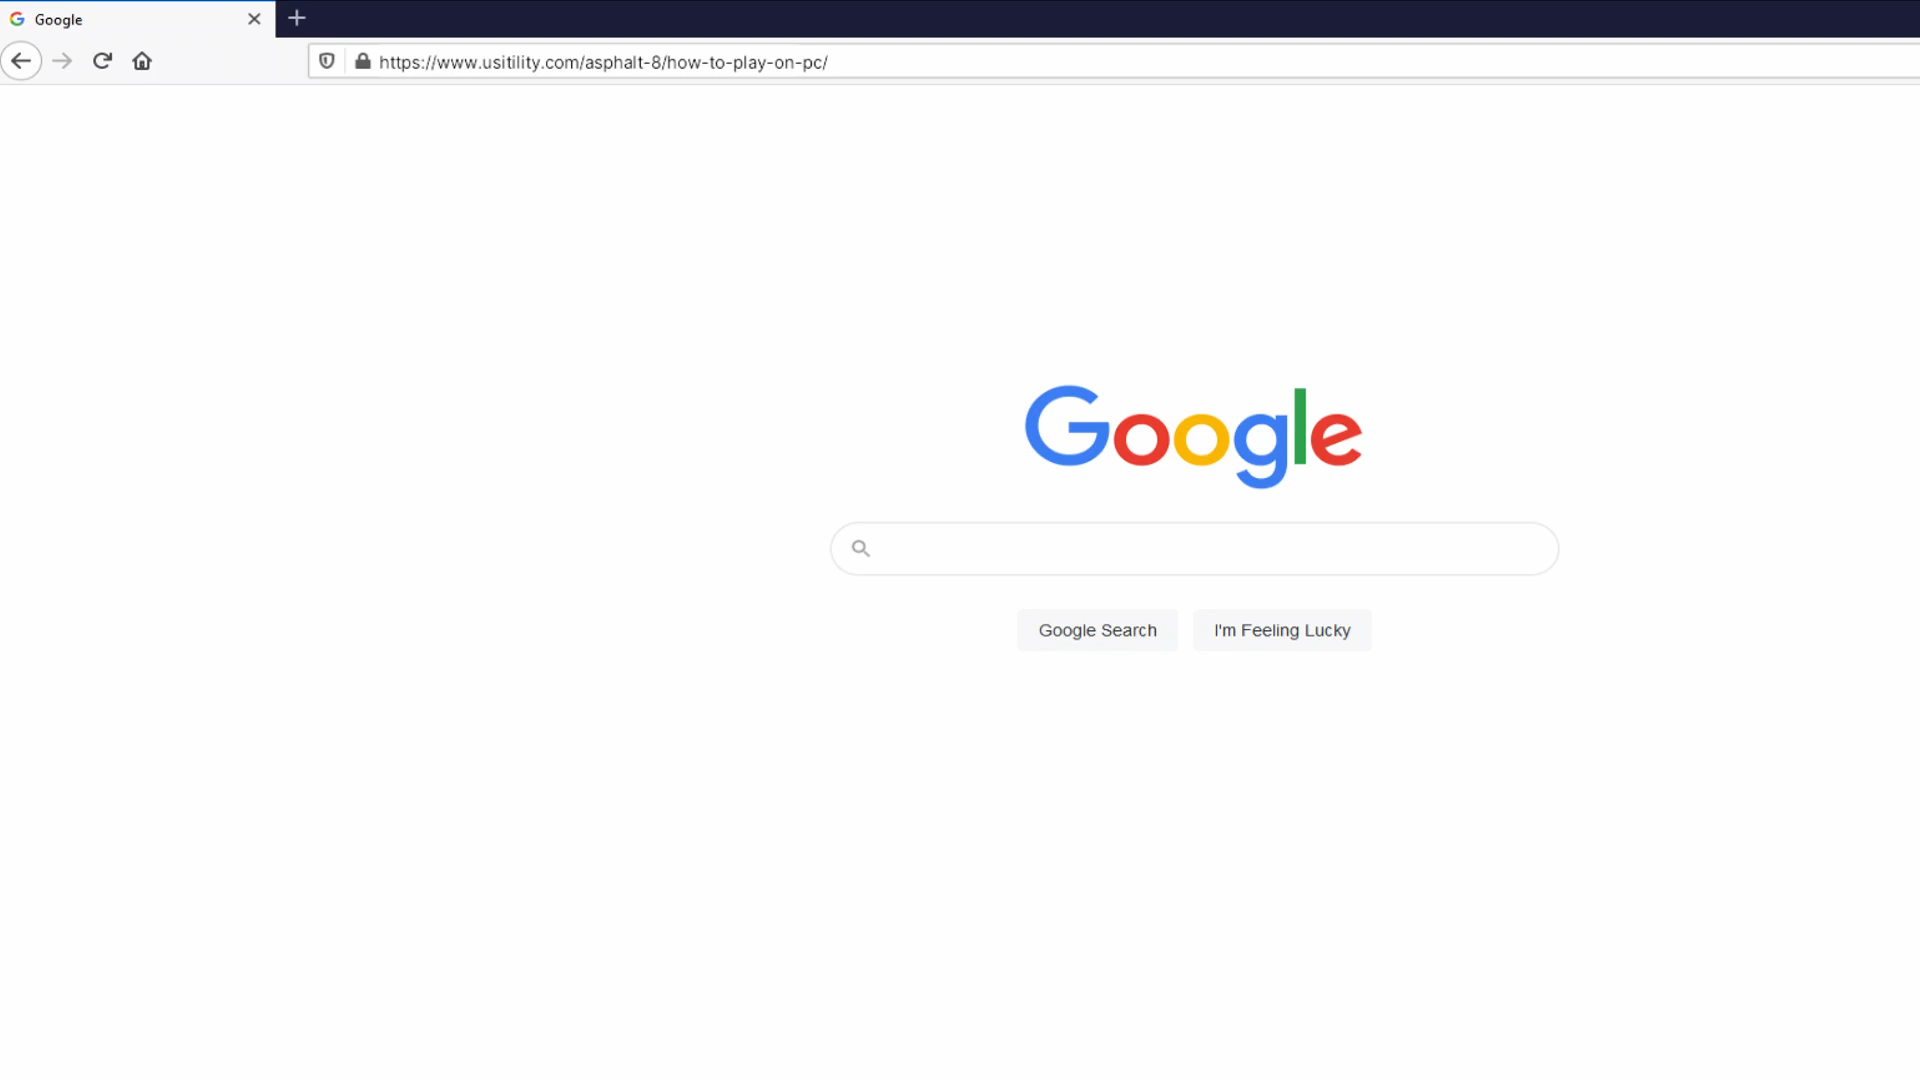 Google
https://www.usitility.com/asphalt-8/how-to-play-on-pc/
Google
Google Search
I'm Feeling Lucky